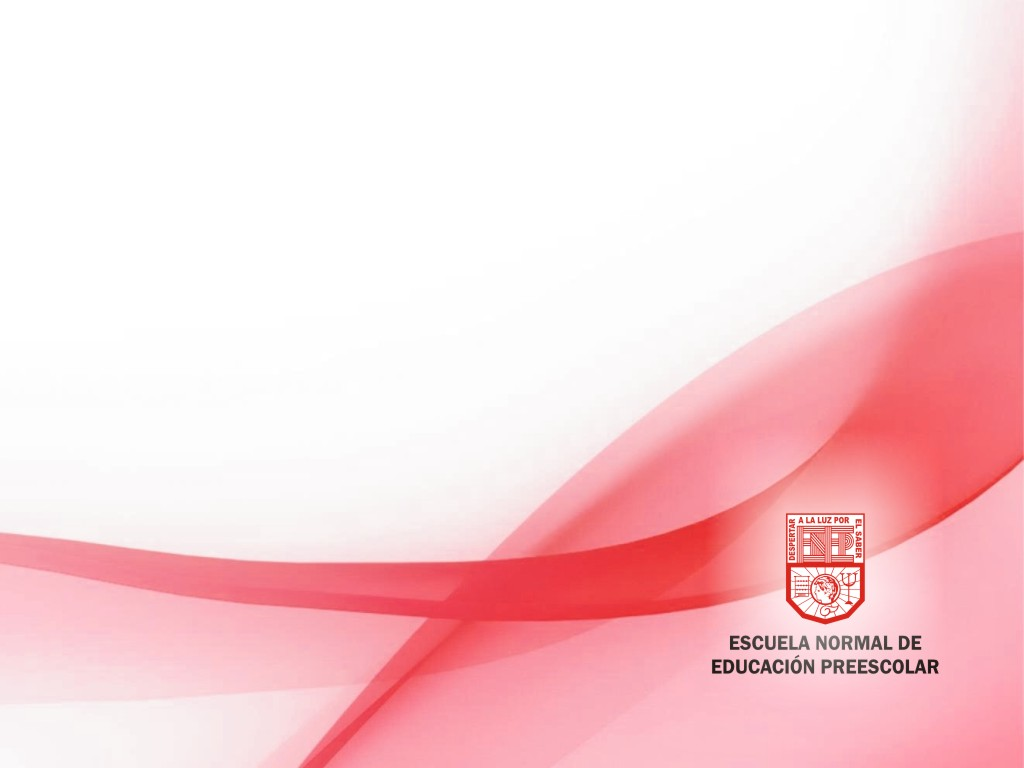 DESPERTAR
A LA LUZ POR
EL SABER
ENEP
ESCUELA NORMAL DE
EDUCACIÓN PREESCOLAR